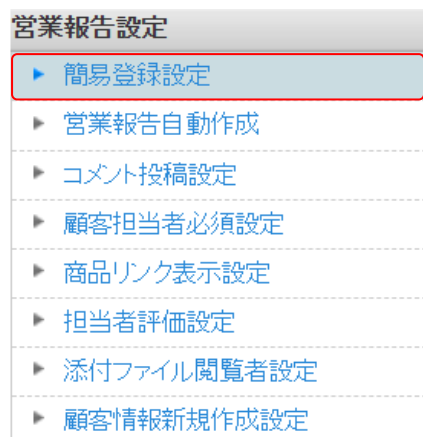 営業報告設定
簡易登録設定
営業報告自動作成
コメント投稿設定
顧客担当者必須設定
商品リンク表示設定
担当者評価設定
添付ファイル閲覧者設定
顧客情報新規作成設定